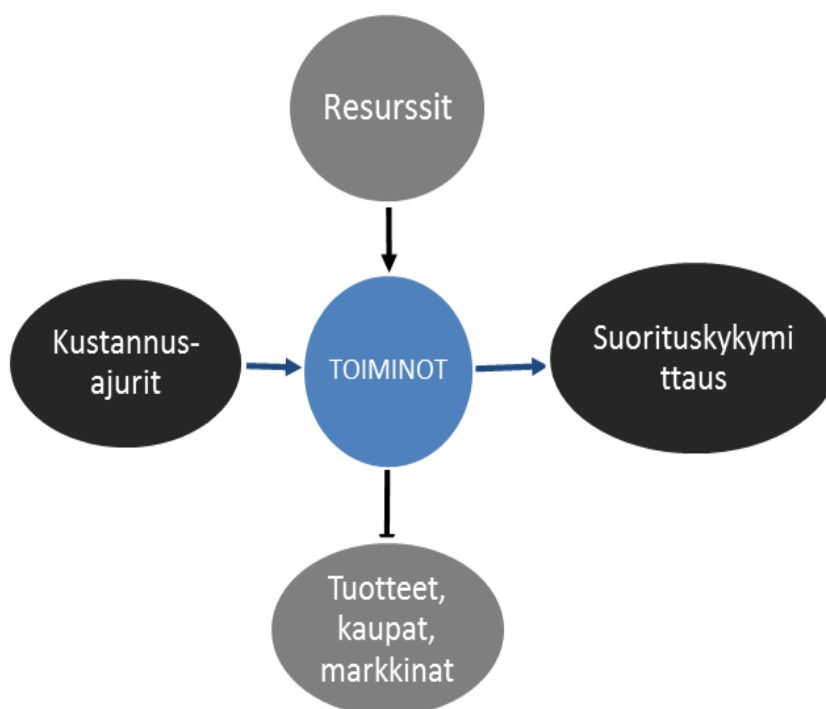 Resurssit
Kustannus-
ajurit
TOIMINOT
Suorituskykymi
ttaus
Tuotteet,
kaupat,
markkinat